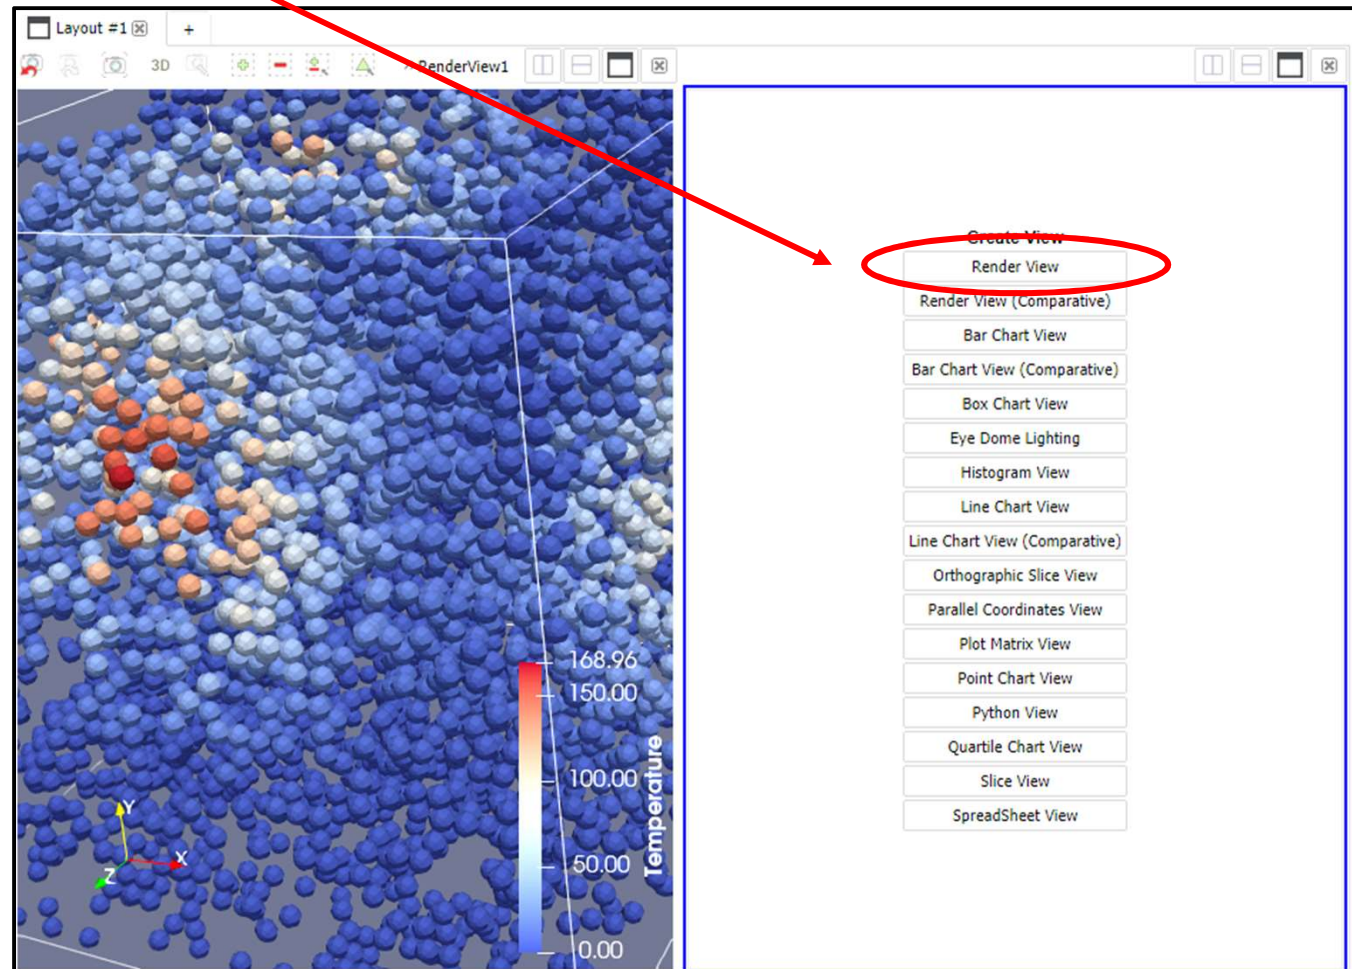 Layout #1
+
3D
RenderView1
Create View
Render View
Render View (Comparative)
Bar Chart View
Bar Chart View (Comparative)
Box Chart View
Eye Dome Lighting
Histogram View
Line Chart View
Line Chart View (Comparative)
Orthographic Slice View
Parallel Coordinates View
Plot Matrix View
Point Chart View
Python View
Quartile Chart View
Slice View
SpreadSheet View
168.96
150.00
100.00
50.00
0.00
Temperature
Y
X
Z